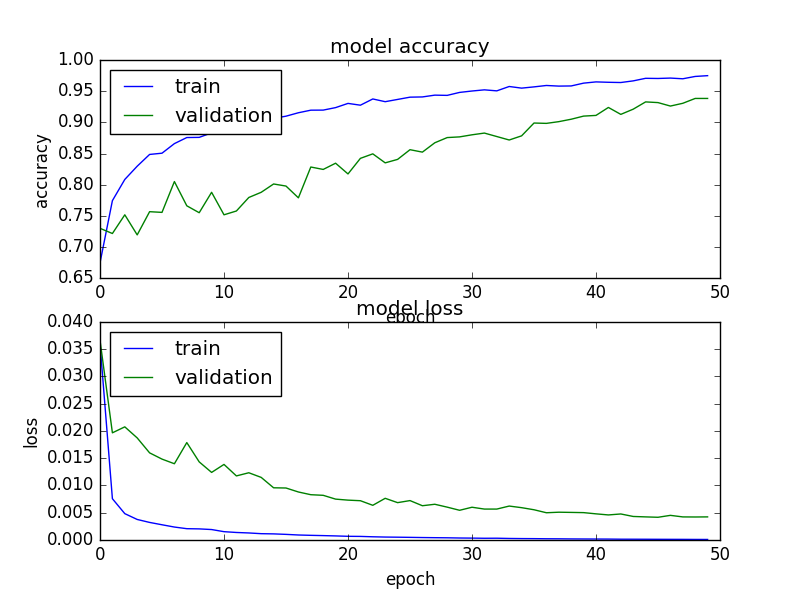 model accuracy
1.00
0.95
0.90
0.85
0.80
0.75
0.70
0.65
accuracy
train
validation
0 10 20 30 40 50
epoch
model loss
0.040
0.035
0.030
0.025
0.020
0.015
0.010
0.005
0.000
loss
train
validation
0 10 20 30 40 50
epoch